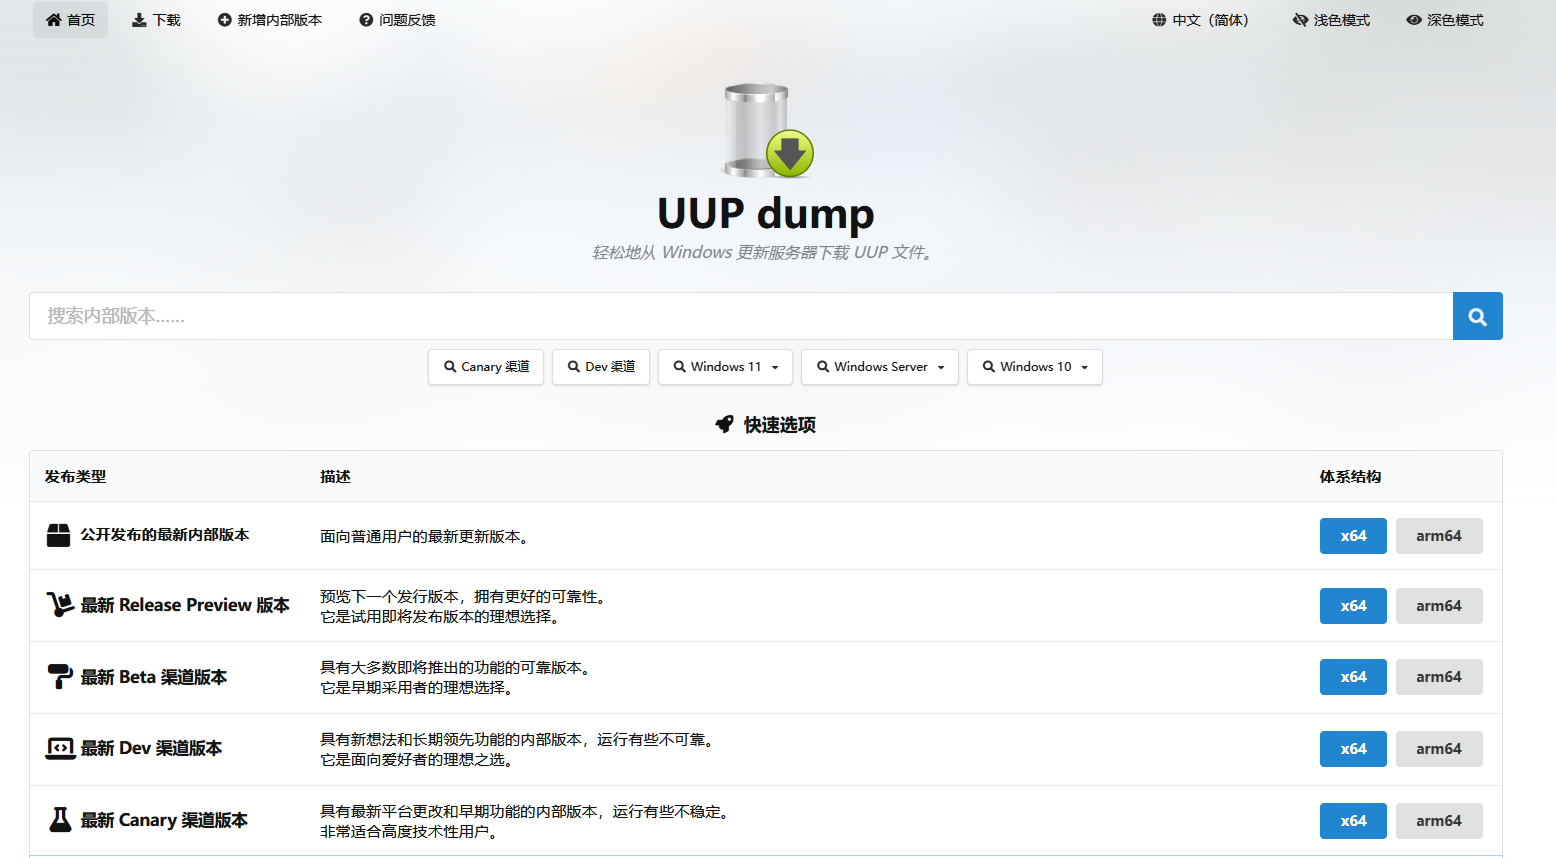 首页 下载 新增内部版本 问题反馈 中文（简体） 浅色模式 深色模式
UUP dump
轻松地从 Windows 更新服务器下载 UUP 文件。
搜索内部版本......
Canary 渠道 Dev 渠道 Windows 11 Windows Server Windows 10
快速选项
发布类型 描述 体系结构
公开发布的最新内部版本 面向普通用户的最新更新版本。 x64 arm64
最新 Release Preview 版本 预览下一个发行版本，拥有更好的可靠性。 x64 arm64
它是试用即将发布版本的理想选择。
最新 Beta 渠道版本 具有大多数即将推出的功能的可靠版本。 x64 arm64
它是早期采用者的理想选择。
最新 Dev 渠道版本 具有新想法和长期领先功能的内部版本，运行有些不可靠。 x64 arm64
它是面向爱好者的理想之选。
最新 Canary 渠道版本 具有最新平台更改和早期功能的内部版本，运行有些不稳定。 x64 arm64
非常适合高度技术性用户。